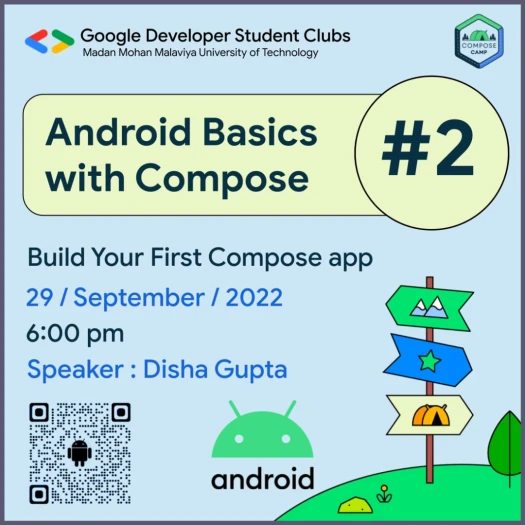 Google Developer Student Clubs
Madan Mohan Malaviya University of Technology
COMPOSE
CAMP
Android Basics
with Compose
#2
Build Your First Compose app
29 / September / 2022
6:00 pm
Speaker : Disha Gupta
android